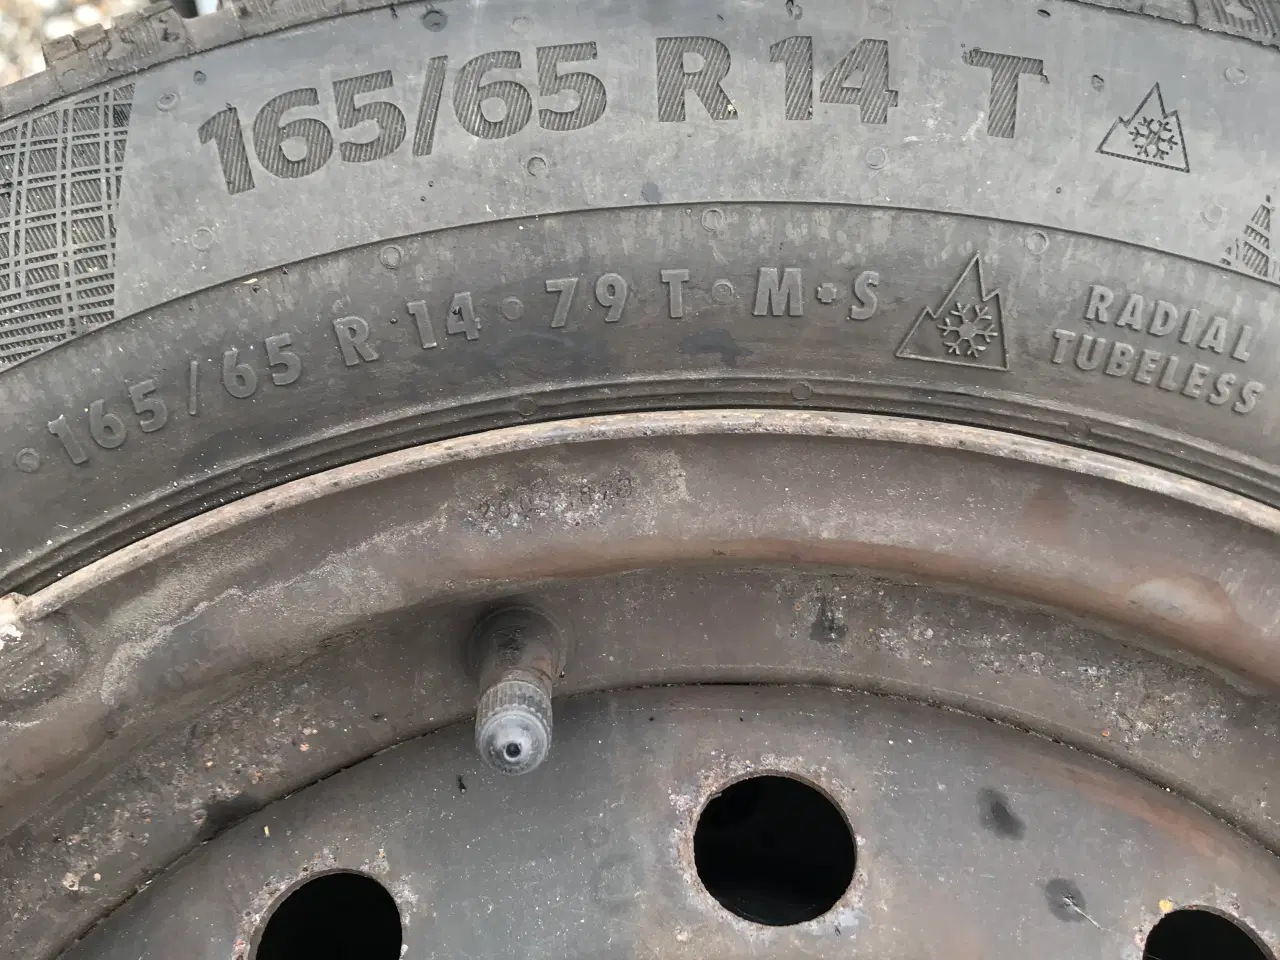 165/65 R 14 T
165/65 R 14 79 T M+S
RADIAL
TUBELESS